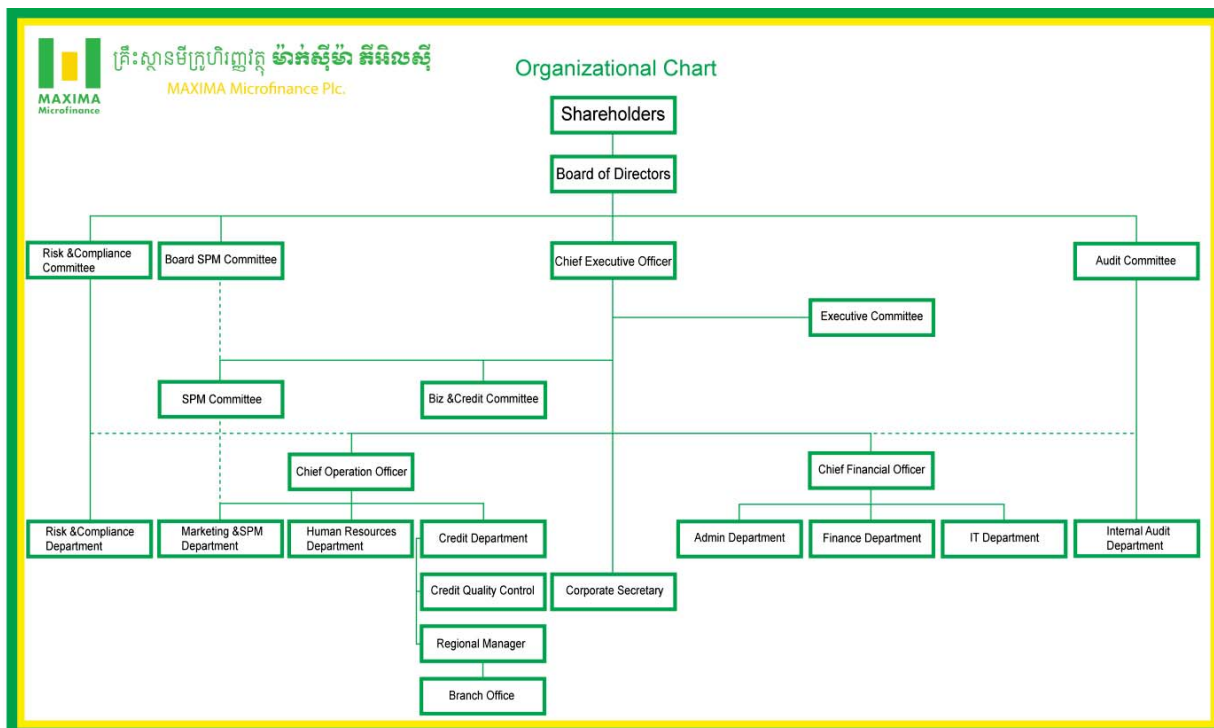 គ្រឹះស្ថានមីក្រូហិរញ្ញវត្ថុ ម៉ាក់ស៊ីម៉ា ភីអិលស៊ី
MAXIMA Microfinance Plc.
MAXIMA
Microfinance
Organizational Chart
Shareholders
Board of Directors
Risk &Compliance
Committee
Board SPM Committee
Chief Executive Officer
Audit Committee
Executive Committee
SPM Committee
Biz &Credit Committee
Chief Operation Officer
Chief Financial Officer
Risk &Compliance
Department
Marketing &SPM
Department
Human Resources
Department
Credit Department
Admin Department
Finance Department
IT Department
Internal Audit
Department
Credit Quality Control
Corporate Secretary
Regional Manager
Branch Office